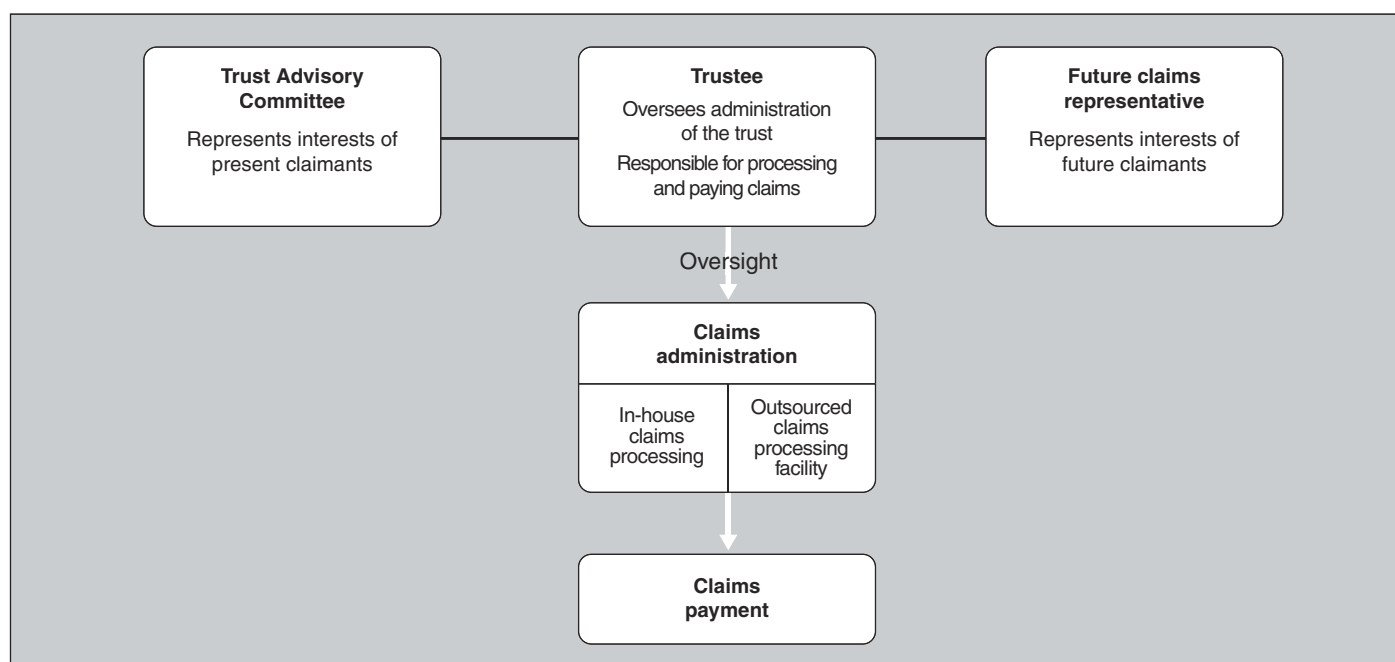 Trust Advisory
Committee
Represents interests of
present claimants
Trustee
Oversees administration
of the trust
Responsible for processing
and paying claims
Future claims
representative
Represents interests of
future claimants
Oversight
Claims
administration
In-house
claims
processing
Outsourced
claims
processing
facility
Claims
payment